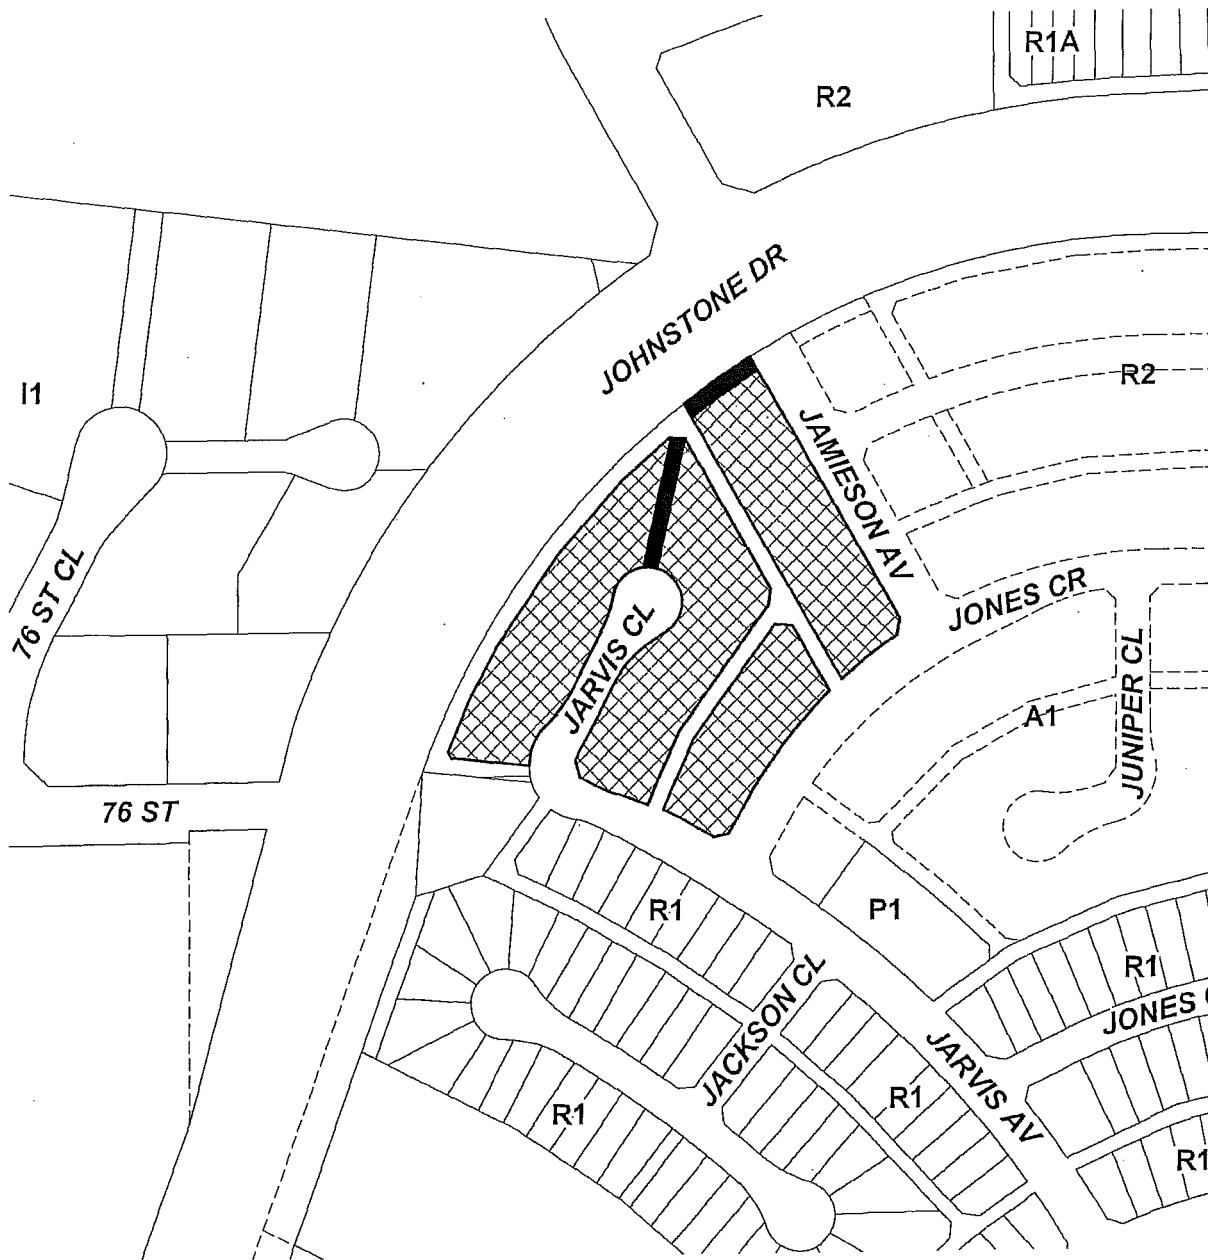 R1A
R2
JOHNSTONE DR
I1
R2
JAMIESON AV
76 ST CL
JONES CR
JARVIS CL
JUNIPER CL
A1
76 ST
R1
P1
R1
JACKSON CL
JONES
JARVIS AV
R1
R1
R1